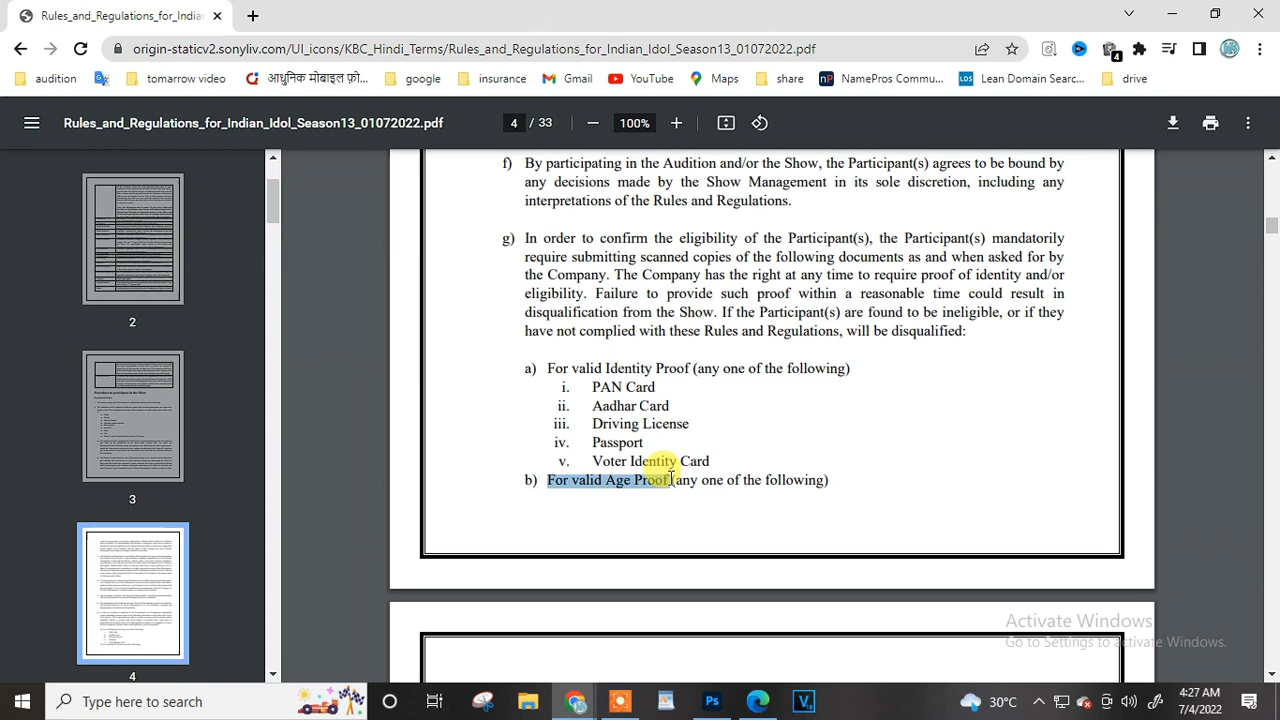 Rules_and_Regulations_for_India
origin-staticv2.sonyliv.com/UI_icons/KBC_Hindi_Terms/Rules_and_Regulations_for_Indian_Idol_Season13_01072022.pdf
4
audition
tomarrow video
आधुनिक मोबाइल फ़ो...
google
insurance
Gmail
YouTube
Maps
share
NamePros Commu...
LDS
Lean Domain Searc...
drive
Rules_and_Regulations_for_Indian_Idol_Season13_01072022.pdf
4 / 33
100%
2
3
4
f) By participating in the Audition and/or the Show, the Participant(s) agrees to be bound by
any decisions made by the Show Management in its sole discretion, including any
interpretations of the Rules and Regulations.
g) In order to confirm the eligibility of the Participant(s), the Participant(s) mandatorily
require submitting scanned copies of the following documents as and when asked for by
the Company. The Company has the right at any time to require proof of identity and/or
eligibility. Failure to provide such proof within a reasonable time could result in
disqualification from the Show. If the Participant(s) are found to be ineligible, or if they
have not complied with these Rules and Regulations, will be disqualified:
a) For valid Identity Proof (any one of the following)
i. PAN Card
ii. Aadhar Card
iii. Driving License
iv. Passport
v. Voter Identity Card
b) For valid Age Proof (any one of the following)
Activate Windows
Go to Settings to activate Windows.
Type here to search
30°C
4:27 AM
7/4/2022